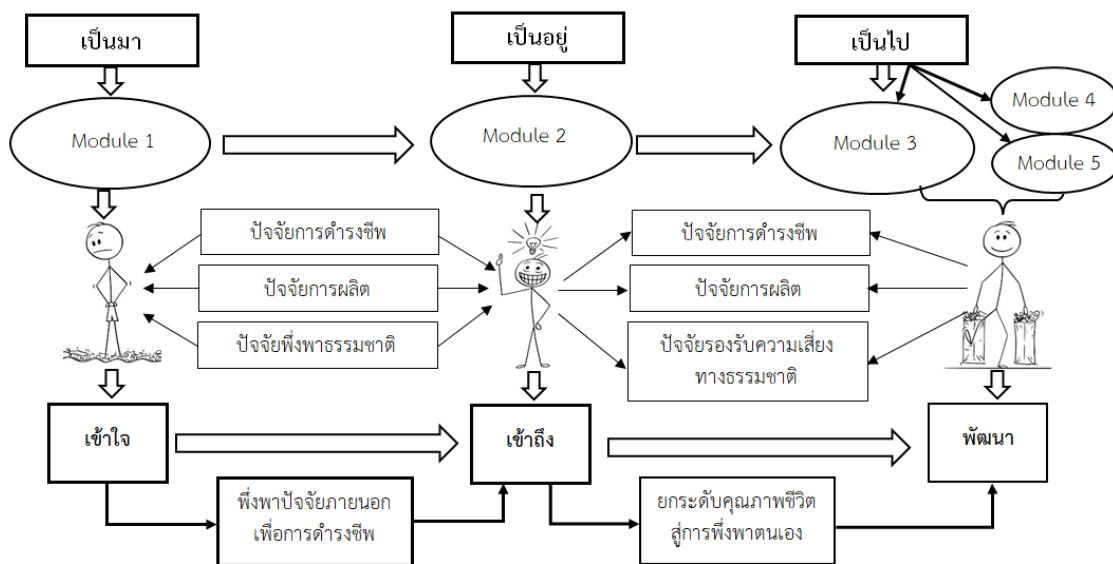 เป็นมา
เป็นอยู่
เป็นไป
Module 1
Module 2
Module 3
Module 4
Module 5
ปัจจัยการดำรงชีพ
ปัจจัยการผลิต
ปัจจัยพึ่งพาธรรมชาติ
ปัจจัยการดำรงชีพ
ปัจจัยการผลิต
ปัจจัยรองรับความเสี่ยง
ทางธรรมชาติ
เข้าใจ
เข้าถึง
พัฒนา
พึ่งพาปัจจัยภายนอก
เพื่อการดำรงชีพ
ยกระดับคุณภาพชีวิต
สู่การพึ่งพาตนเอง